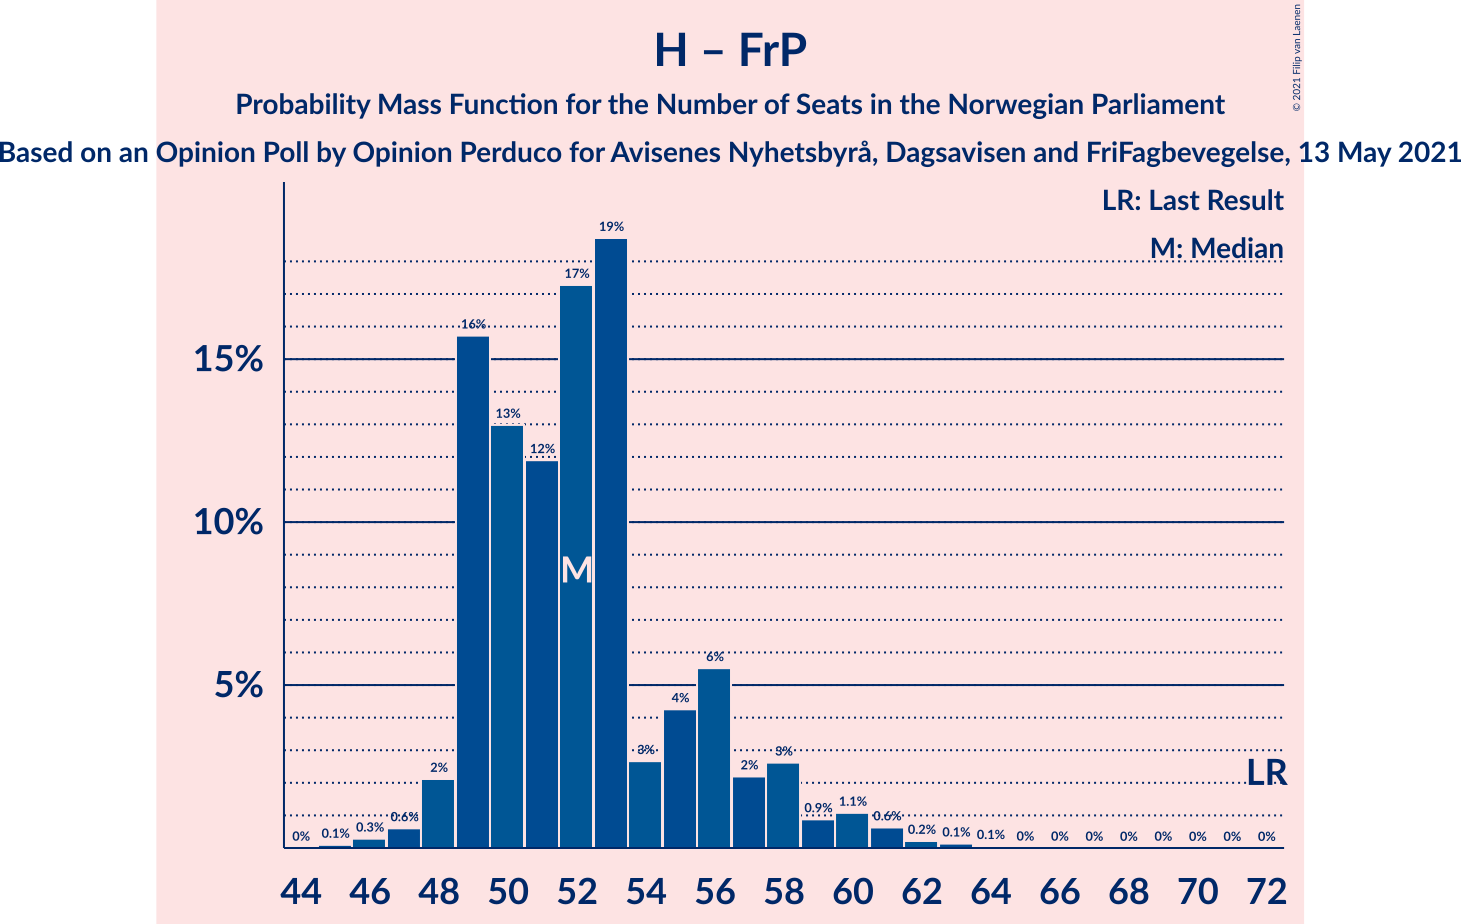 H – FrP
Probability Mass Function for the Number of Seats in the Norwegian Parliament
Based on an Opinion Poll by Opinion Perduco for Avisenes Nyhetsbyrå, Dagsavisen and FriFagbevegelse, 13 May 2021
© 2021 Filip van Laenen
LR: Last Result
M: Median
15%
10%
5%
0% 0.1% 0.3% 0.6% 2% 16% 13% 12% 17% 19% 3% 4% 6% 2% 3% 0.9% 1.1% 0.6% 0.2% 0.1% 0.1% 0% 0% 0% 0% 0% 0% 0% 0%
M
LR
44 46 48 50 52 54 56 58 60 62 64 66 68 70 72